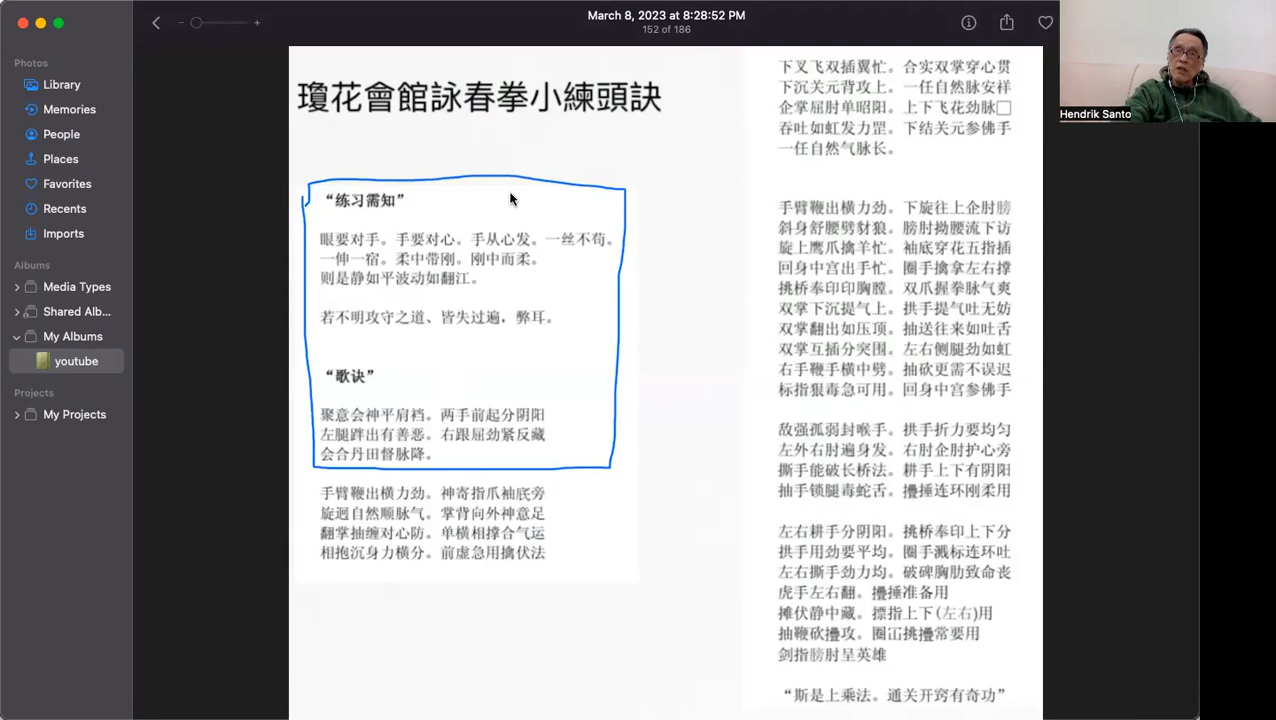 March 8, 2023 at 8:28:52 PM
152 of 186
Photos
Library
Memories
People
Places
Favorites
Recents
Imports
Albums
Media Types
Shared Alb...
My Albums
youtube
Projects
My Projects
Hendrik Santo
瓊花會館詠春拳小練頭訣
“练习需知”
眼要对手。手要对心。手从心发。一丝不苟。
一伸一宿。柔中带刚。刚中而柔。
则是静如平波动如翻江。
若不明攻守之道、皆失过遍，弊耳。
“歌诀”
聚意会神平肩裆。两手前起分阴阳
左腿跸出有善恶。右跟屈劲紧反藏
会合丹田督脉降。
手臂鞭出横力劲。神寄指爪袖底旁
旋迥自然顺脉气。掌背向外神意足
翻掌抽缠对心防。单横相撑合气运
相抱沉身力横分。前虚急用擒伏法
下叉飞双插翼忙。合实双掌穿心贯
下沉关元背攻上。一任自然脉安样
企掌屈肘单昭阳。上下飞花劲脉□
吞吐如虹发力罡。下结关元参佛手
一任自然气脉长。
手臂鞭出横力劲。下旋往上企肘膀
斜身舒腰劈豺狼。膀肘拗腰流下访
旋上鹰爪擒羊忙。袖底穿花五指插
回身中宫出手忙。圈手擒拿左右撑
挑桥奉印印胸膛。双爪握拳脉气爽
双掌下沉提气上。拱手提气吐无妨
双掌翻出如压顶。抽送往来如吐舌
双掌互插分突围。左右侧腿劲如虹
右手鞭手横中劈。抽砍更需不误迟
标指狠毒急可用。回身中宫参佛手
敌强孤弱封喉手。拱手折力要均匀
左外右肘遍身发。右肘企肘护心旁
撕手能破长桥法。耕手上下有阴阳
抽手锁腿毒蛇舌。捶连环刚柔用
左右耕手分阴阳。挑桥奉印上下分
拱手用劲要平均。圈手溅标连环吐
左右撕手劲力均。破碑胸肋致命丧
虎手左右翻。捶准备用
摊伏静中藏。摽指上下(左右)用
抽鞭砍攻。圈挑常要用
剑指膀肘呈英雄
“斯是上乘法。通关开窍有奇功”